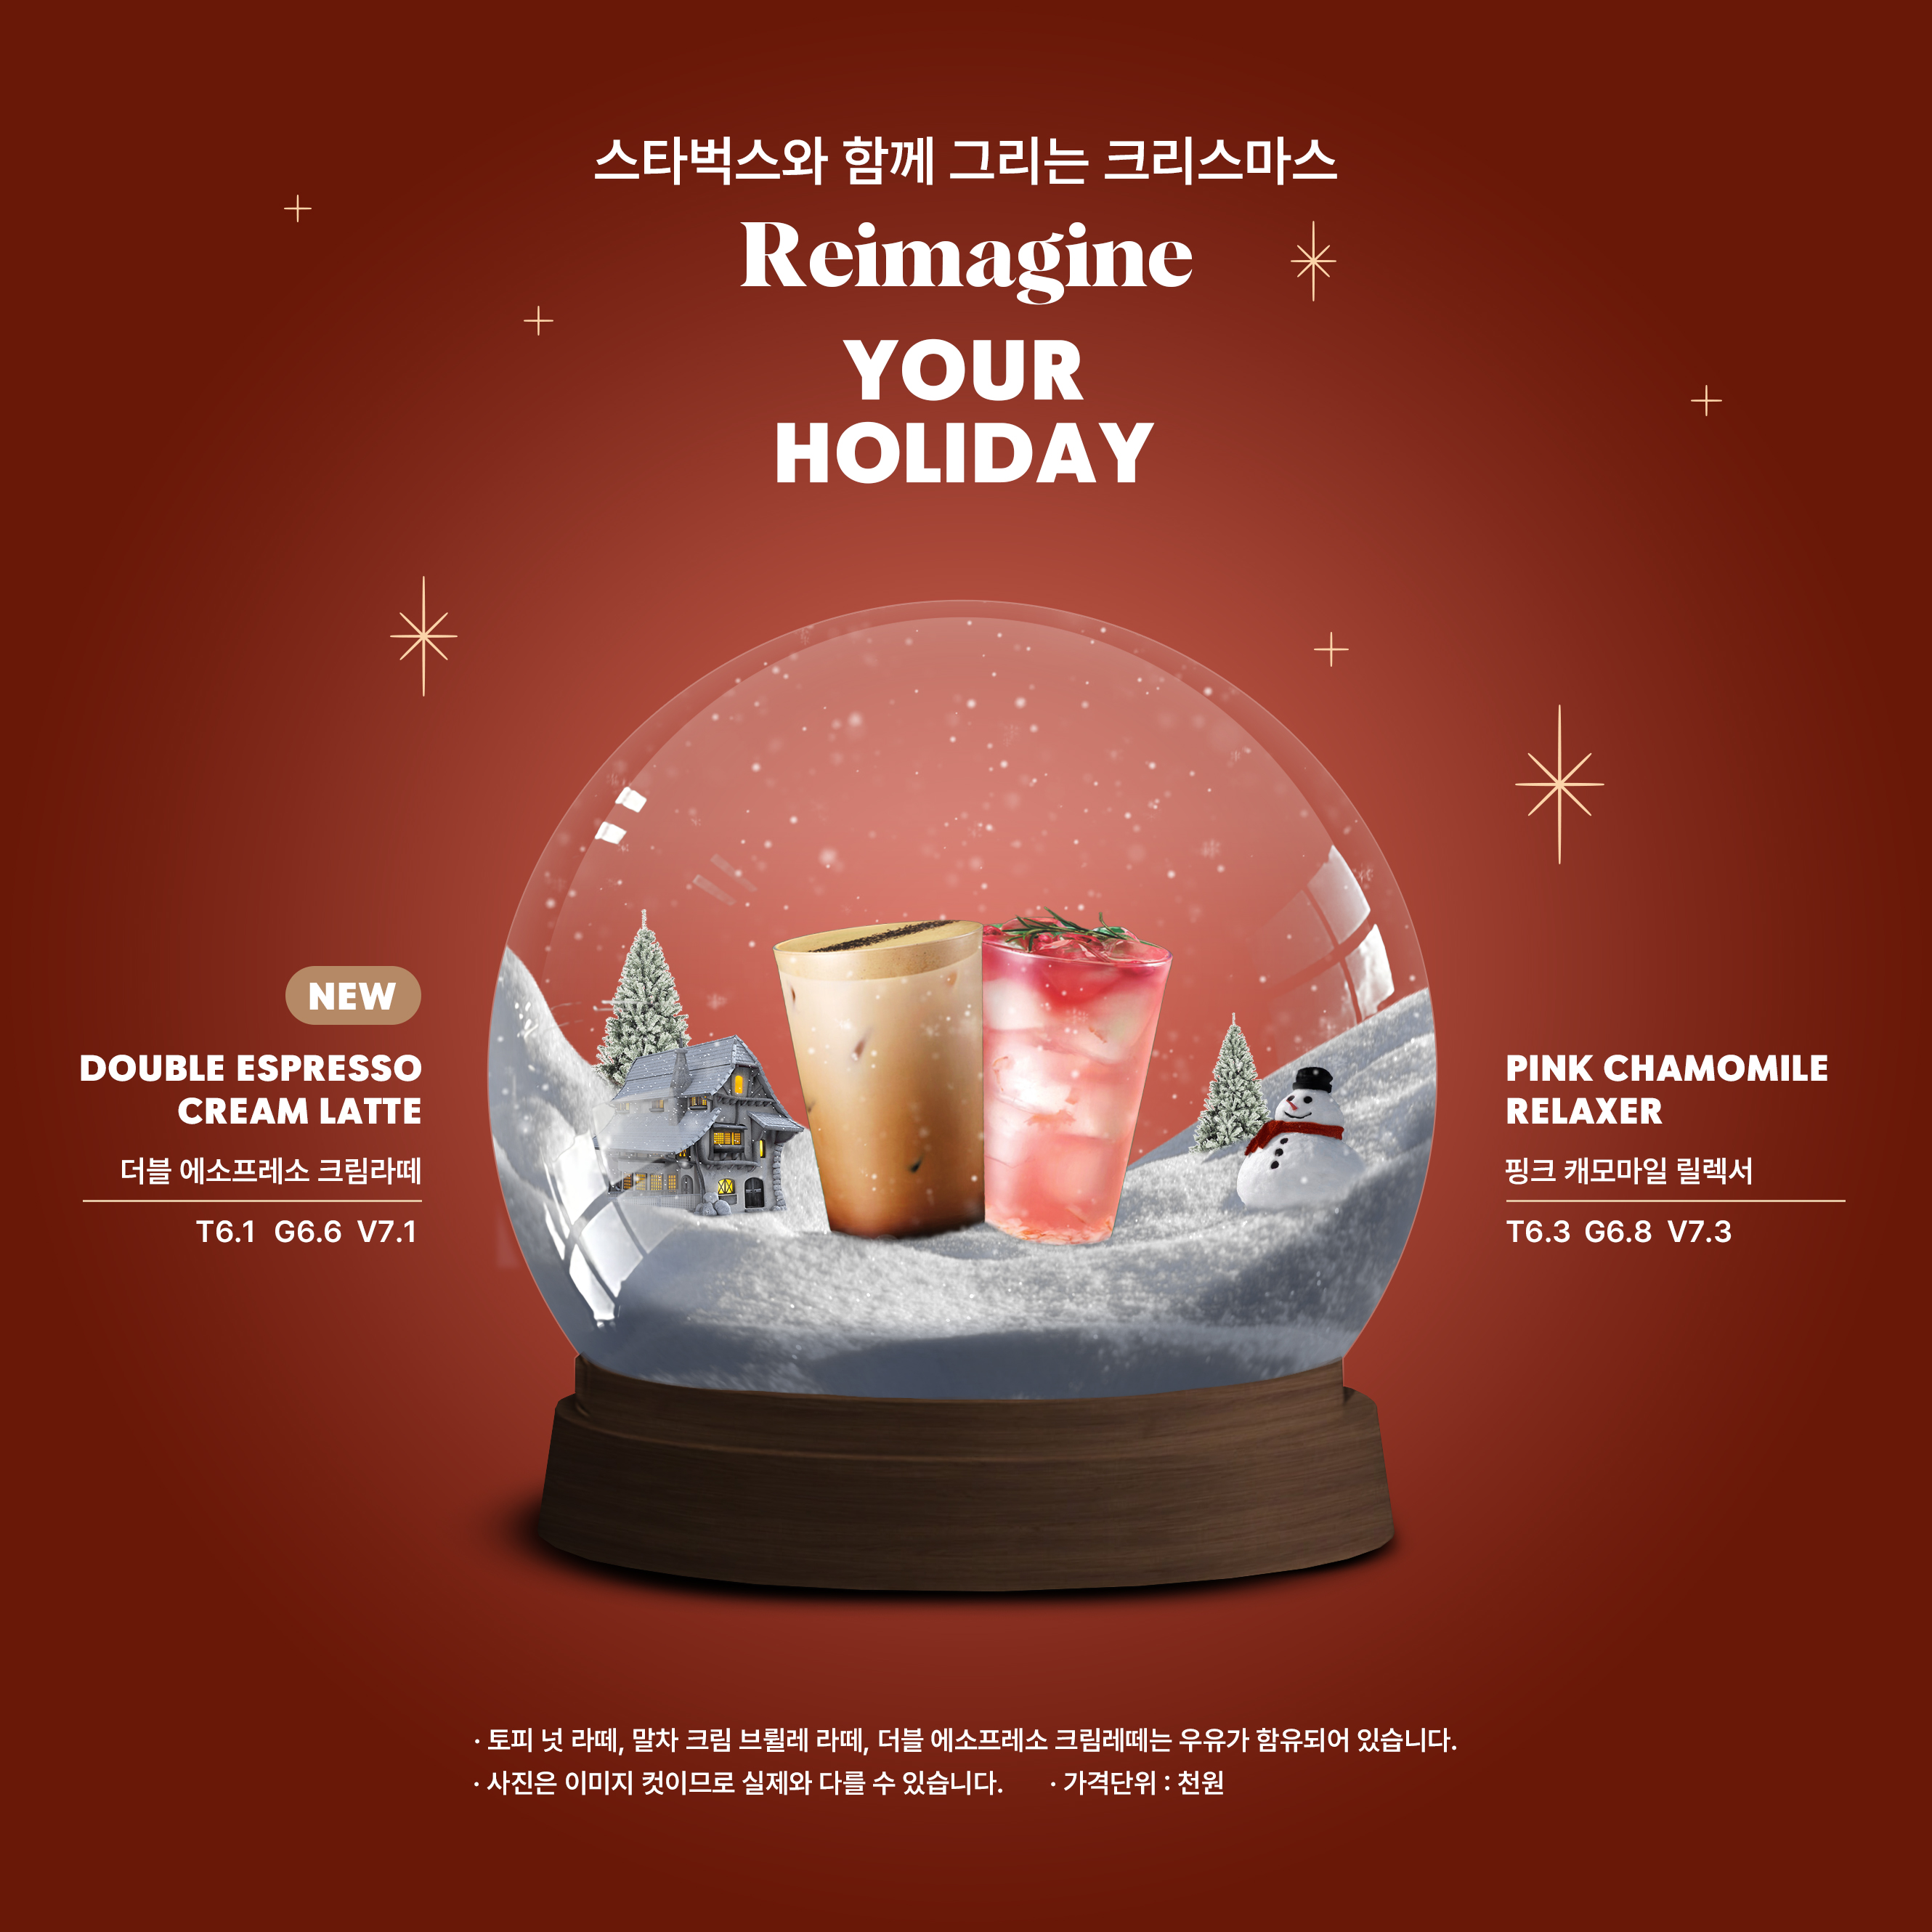 스타벅스와 함께 그리는 크리스마스
Reimagine
YOUR
HOLIDAY
NEW
DOUBLE ESPRESSO
CREAM LATTE
더블 에소프레소 크림라떼
T6.1 G6.6 V7.1
PINK CHAMOMILE
RELAXER
핑크 캐모마일 릴렉서
T6.3 G6.8 V7.3
· 토피 넛 라떼, 말차 크림 브륄레 라떼, 더블 에소프레소 크림레떼는 우유가 함유되어 있습니다.
· 사진은 이미지 컷이므로 실제와 다를 수 있습니다. · 가격단위 : 천원